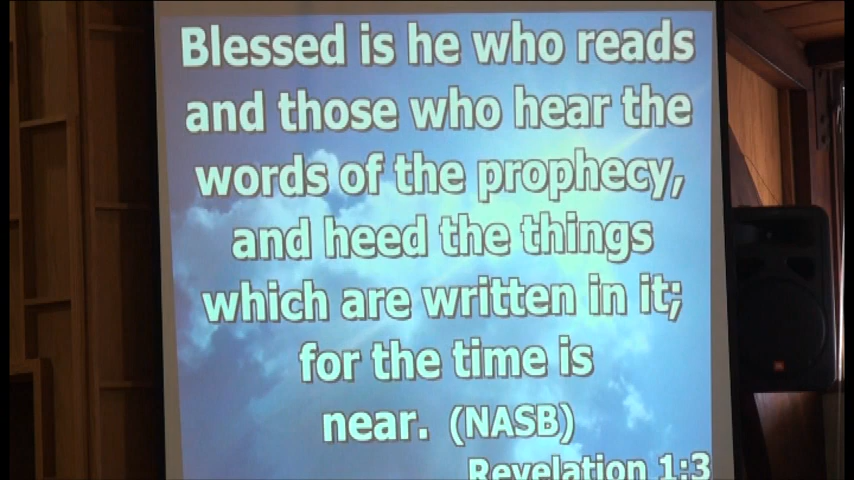 Blessed is he who reads
and those who hear the
words of the prophecy,
and heed the things
which are written in it;
for the time is
near. (NASB)
Revelation 1:3